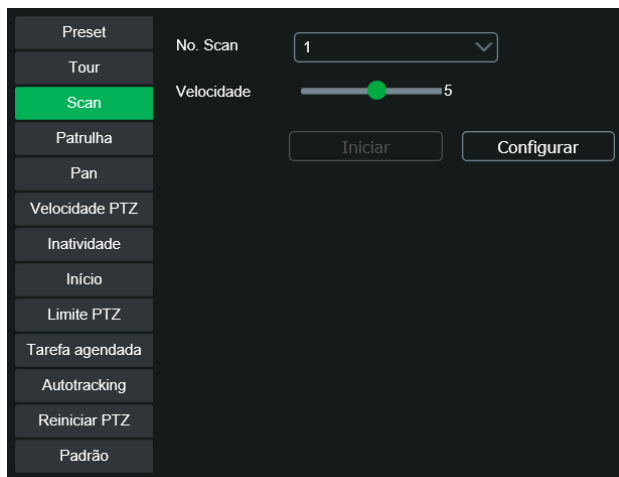 Preset
Tour
Scan
Patrulha
Pan
Velocidade PTZ
Inatividade
Início
Limite PTZ
Tarefa agendada
Autotracking
Reiniciar PTZ
Padrão
No. Scan 1
Velocidade 5
Iniciar Configurar